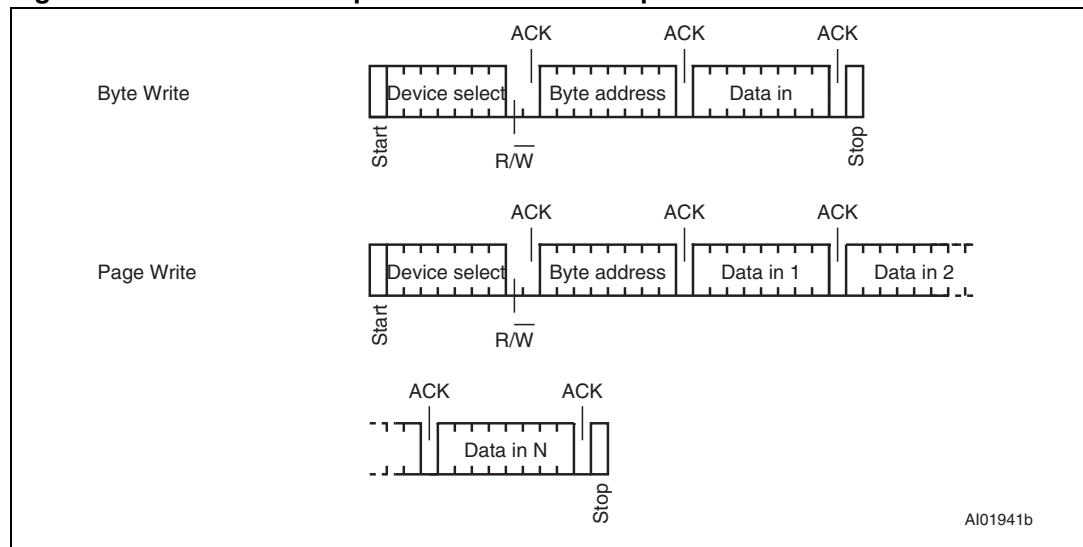 ACK ACK ACK
Byte Write Device select Byte address Data in
Start Stop
R/W̅
ACK ACK ACK
Page Write Device select Byte address Data in 1 Data in 2
Start
R/W̅
ACK ACK
Data in N
Stop
AI01941b